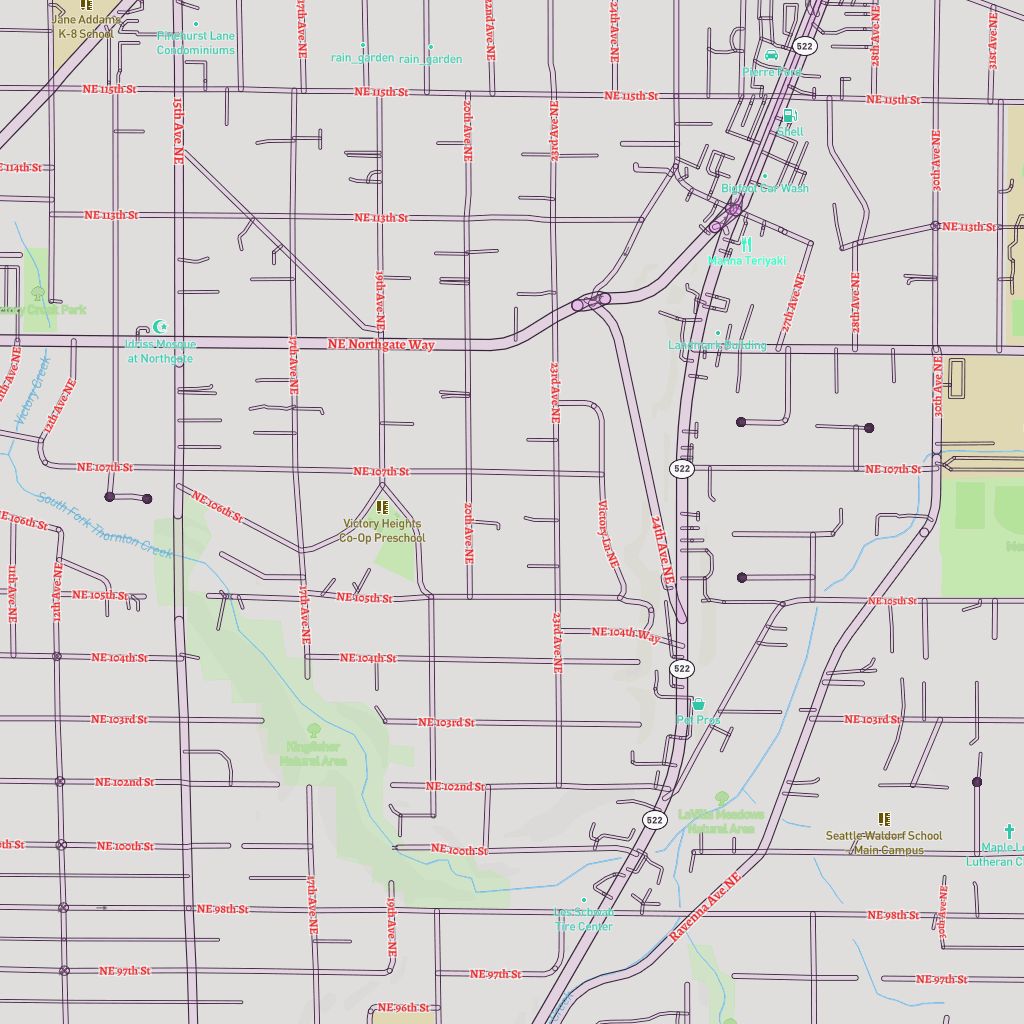 Jane Addams
K-8 School
Pinehurst Lane
Condominiums
17th Ave NE
22nd Ave NE
24th Ave NE
28th Ave NE
31st Ave NE
rain_garden
rain_garden
522
Pierre Ford
NE 115th St
NE 115th St
NE 115th St
NE 115th St
15th Ave NE
20th Ave NE
23rd Ave NE
30th Ave NE
Shell
NE 114th St
Bigfoot Car Wash
NE 113th St
NE 113th St
NE 113th St
Marina Teriyaki
19th Ave NE
27th Ave NE
28th Ave NE
Victory Creek Park
Idriss Mosque
at Northgate
NE Northgate Way
Landmark Building
11th Ave NE
12th Ave NE
Victory Creek
17th Ave NE
23rd Ave NE
30th Ave NE
NE 107th St
NE 107th St
NE 107th St
522
South Fork Thornton Creek
NE 106th St
NE 106th St
Victory Heights
Co-Op Preschool
20th Ave NE
Victory Ln NE
24th Ave NE
11th Ave NE
12th Ave NE
NE 105th St
17th Ave NE
NE 105th St
23rd Ave NE
NE 105th St
NE 104th Way
NE 104th St
NE 104th St
522
NE 103rd St
NE 103rd St
Pet Pros
NE 103rd St
Kingfisher
Natural Area
NE 102nd St
NE 102nd St
LaVilla Meadows
Natural Area
522
Seattle Waldorf School
- Main Campus
NE 100th St
NE 100th St
17th Ave NE
19th Ave NE
30th Ave NE
Ravenna Ave NE
NE 98th St
Les Schwab
Tire Center
NE 98th St
NE 97th St
NE 97th St
NE 97th St
NE 96th St
Creek